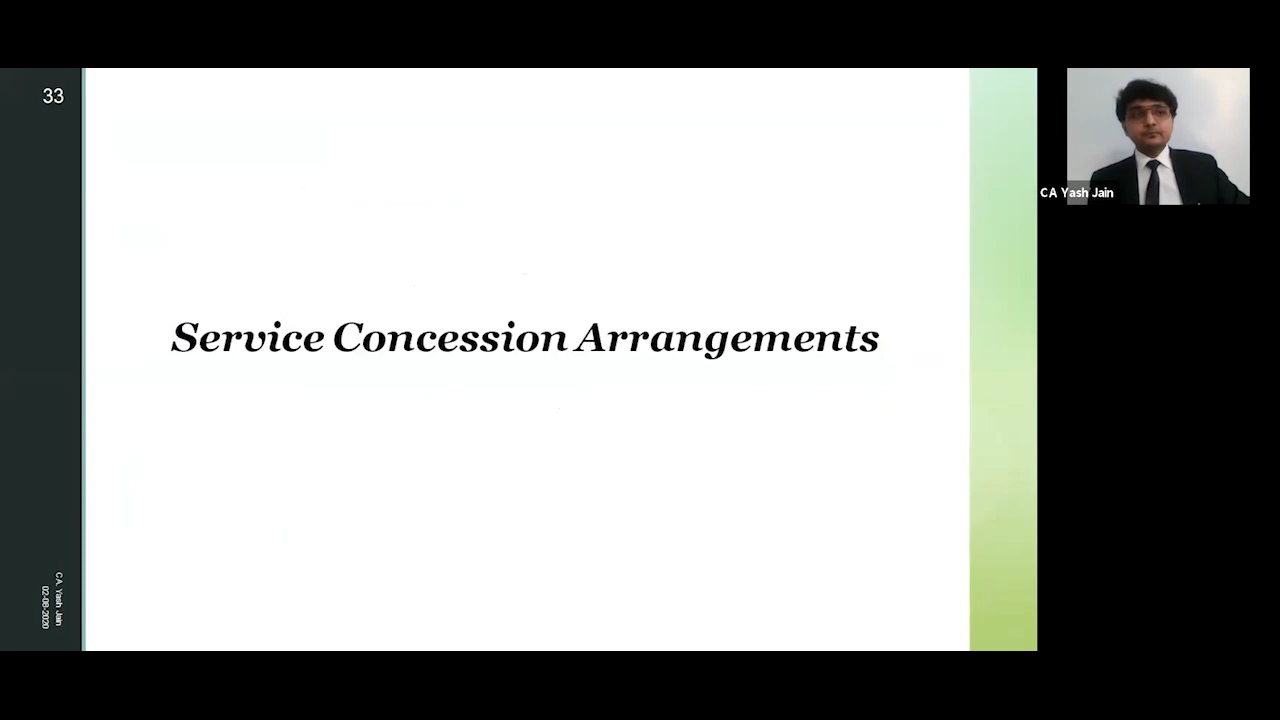 33
Service Concession Arrangements
CA Yash Jain
CA. Yash Jain
02-08-2020